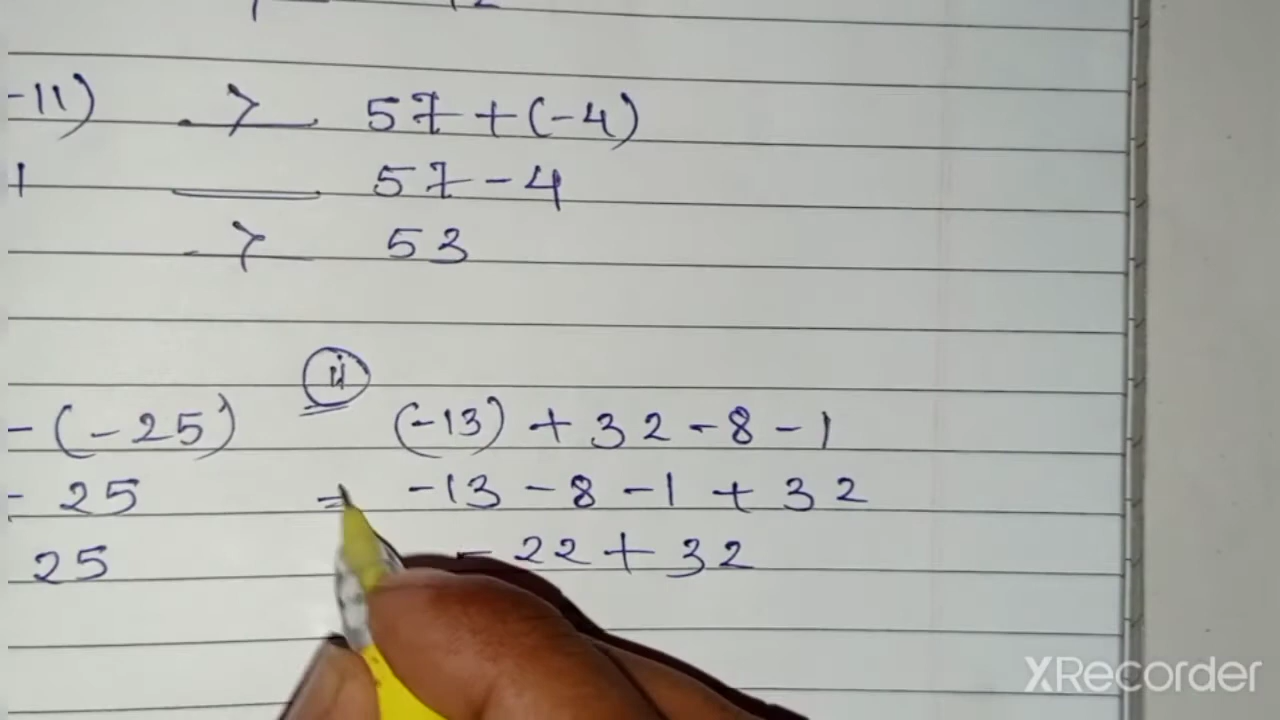 -11) > 57 + (-4)
1 57 - 4
> 53
ii
- (-25) (-13) + 32 - 8 - 1
- 25 = -13 - 8 - 1 + 32
25 - 22 + 32
XRecorder